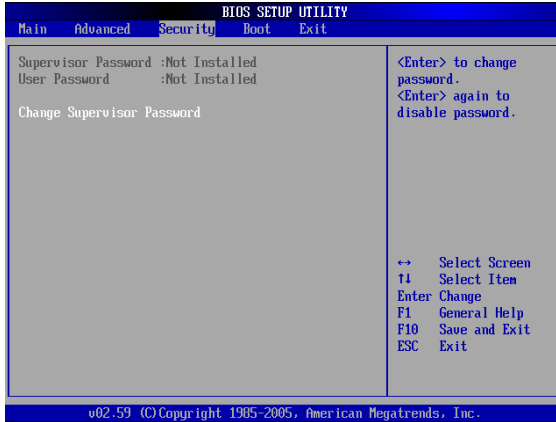 BIOS SETUP UTILITY
Main Advanced Security Boot Exit
Supervisor Password :Not Installed
User Password :Not Installed
Change Supervisor Password
<Enter> to change
password.
<Enter> again to
disable password.
↔ Select Screen
↑↓ Select Item
Enter Change
F1 General Help
F10 Save and Exit
ESC Exit
v02.59 (C)Copyright 1985-2005, American Megatrends, Inc.